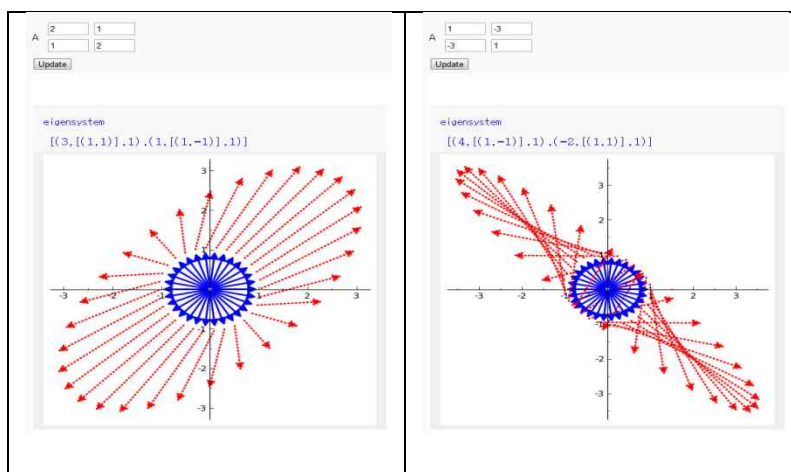 2 1
A
1 2
Update
eigensystem
[(3,[(1,1)],1),(1,[(1,-1)],1)]
3
2
1
-3 -2 -1 1 2 3
-1
-2
-3
1 -3
A
-3 1
Update
eigensystem
[(4,[(1,-1)],1),(-2,[(1,1)],1)]
3
2
1
-3 -2 -1 1 2 3
-1
-2
-3